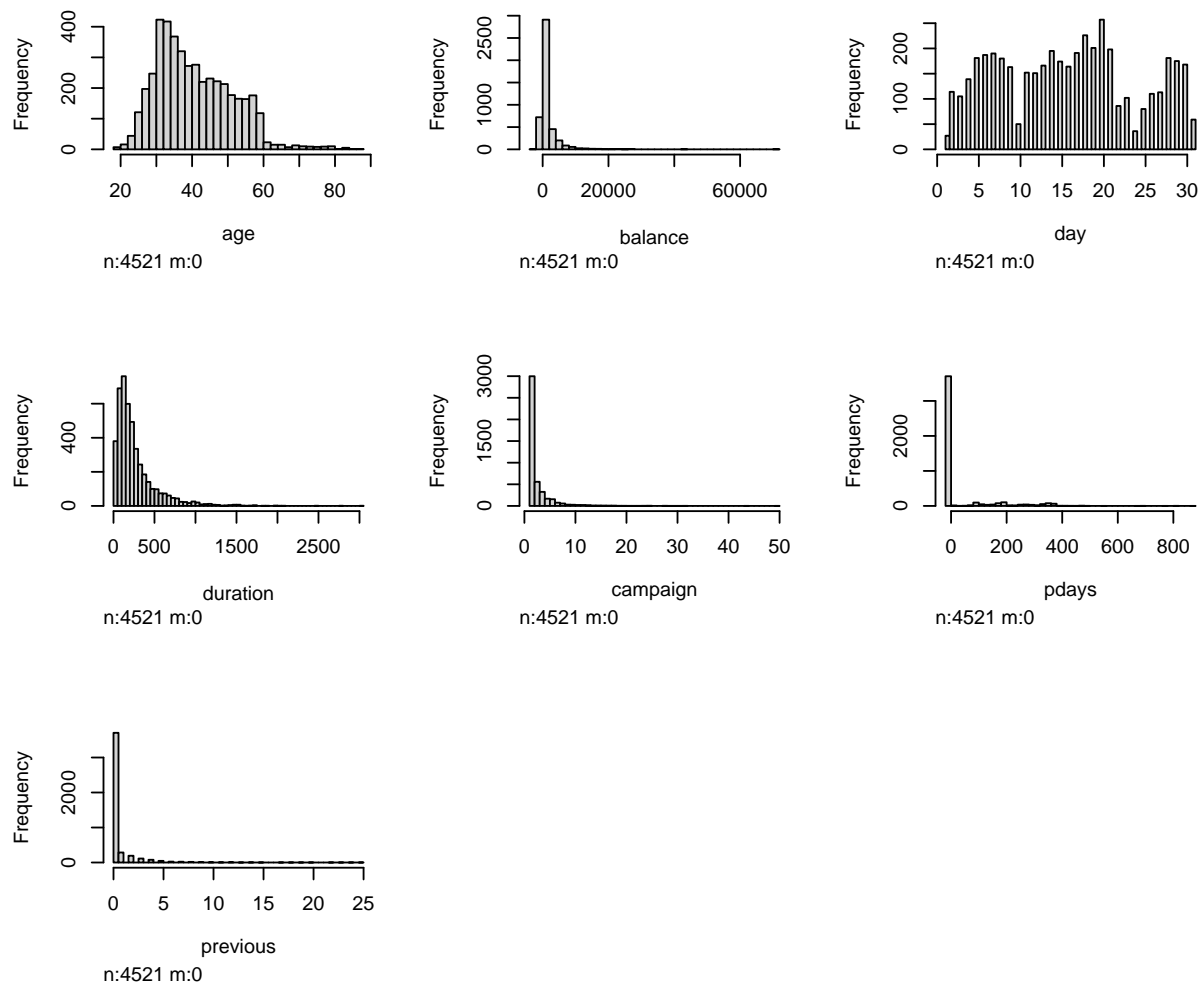 Frequency
0 200 400
20 40 60 80
age
n:4521 m:0
Frequency
0 1000 2500
0 20000 60000
balance
n:4521 m:0
Frequency
0 100 200
0 5 10 15 20 25 30
day
n:4521 m:0
Frequency
0 400
0 500 1500 2500
duration
n:4521 m:0
Frequency
0 1500 3000
0 10 20 30 40 50
campaign
n:4521 m:0
Frequency
0 2000
0 200 400 600 800
pdays
n:4521 m:0
Frequency
0 2000
0 5 10 15 20 25
previous
n:4521 m:0